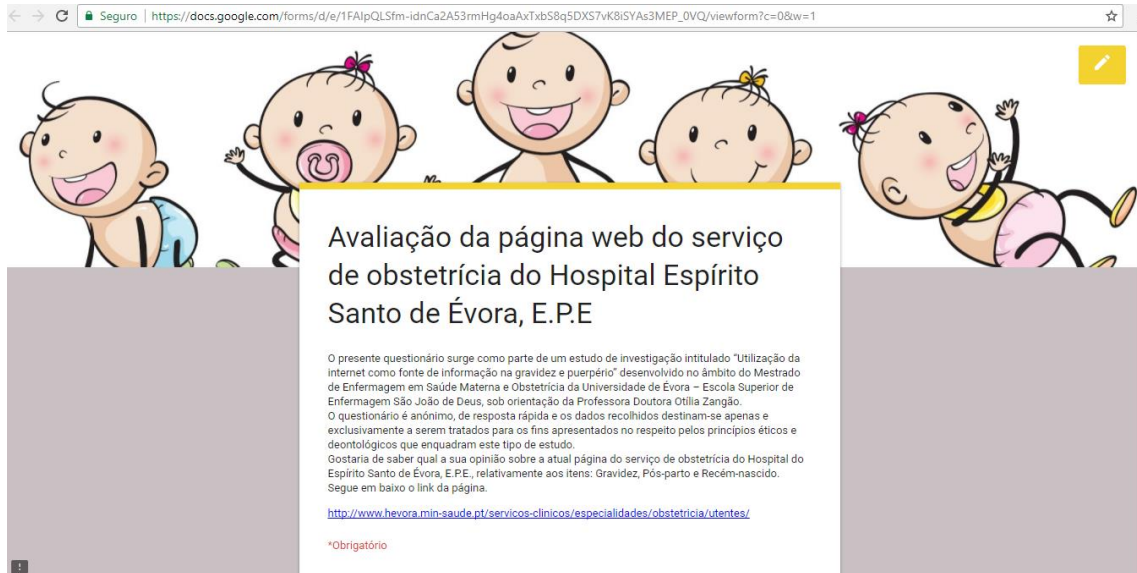 Seguro | https://docs.google.com/forms/d/e/1FAIpQLSfm-idnCa2A53rmHg4oaAxTxbS8q5DXS7vK8iSYAs3MEP_0VQ/viewform?c=0&w=1
Avaliação da página web do serviço
de obstetrícia do Hospital Espírito
Santo de Évora, E.P.E
O presente questionário surge como parte de um estudo de investigação intitulado "Utilização da
internet como fonte de informação na gravidez e puerpério" desenvolvido no âmbito do Mestrado
de Enfermagem em Saúde Materna e Obstetrícia da Universidade de Évora – Escola Superior de
Enfermagem São João de Deus, sob orientação da Professora Doutora Otília Zangão.
O questionário é anónimo, de resposta rápida e os dados recolhidos destinam-se apenas e
exclusivamente a serem tratados para os fins apresentados no respeito pelos princípios éticos e
deontológicos que enquadram este tipo de estudo.
Gostaria de saber qual a sua opinião sobre a atual página do serviço de obstetrícia do Hospital do
Espírito Santo de Évora, E.P.E., relativamente aos itens: Gravidez, Pós-parto e Recém-nascido.
Segue em baixo o link da página.
http://www.hevora.min-saude.pt/servicos-clinicos/especialidades/obstetricia/utentes/
*Obrigatório